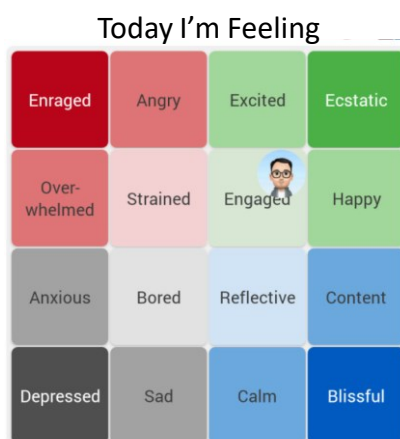 Today I'm Feeling
Enraged
Angry
Excited
Ecstatic
Over-
whelmed
Strained
Engaged
Happy
Anxious
Bored
Reflective
Content
Depressed
Sad
Calm
Blissful